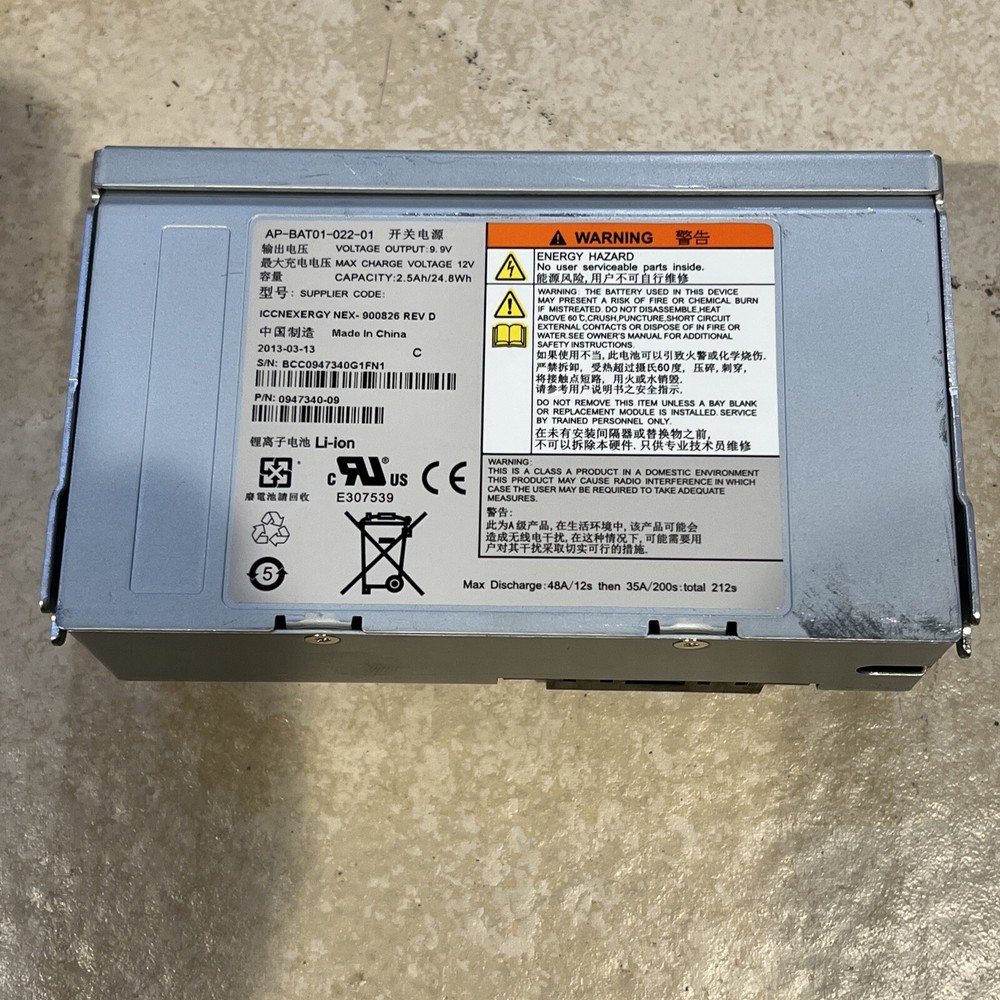 AP-BAT01-022-01 开关电源
输出电压 VOLTAGE OUTPUT:9.9V
最大充电电压 MAX CHARGE VOLTAGE 12V
容量 CAPACITY:2.5Ah/24.8Wh
型号: SUPPLIER CODE:
ICCNEXERGY NEX- 900826 REV D
中国制造 Made In China
2013-03-13 C
S/N: BCC0947340G1FN1
P/N: 0947340-09
锂离子电池 Li-ion
廢電池請回收
c RU ® US CE
E307539
5
WARNING 警告
ENERGY HAZARD
No user serviceable parts inside.
能源风险, 用户不可自行维修
WARNING: THE BATTERY USED IN THIS DEVICE
MAY PRESENT A RISK OF FIRE OR CHEMICAL BURN
IF MISTREATED. DO NOT DISASSEMBLE,HEAT
ABOVE 60℃,CRUSH,PUNCTURE,SHORT CIRCUIT
EXTERNAL CONTACTS OR DISPOSE OF IN FIRE OR
WATER.SEE OWNER'S MANUAL FOR ADDITIONAL
SAFETY INSTRUCTIONS.
如果使用不当, 此电池可以引致火警或化学烧伤.
严禁拆卸, 受热超过摄氏60度, 压碎, 刺穿,
将接触点短路, 用火或水销毁.
请参考用户说明书之安全指示.
DO NOT REMOVE THIS ITEM UNLESS A BAY BLANK
OR REPLACEMENT MODULE IS INSTALLED. SERVICE
BY TRAINED PERSONNEL ONLY.
在未有安装间隔器或替换物之前,
不可以拆除本硬件. 只供专业技术员维修
WARNING:
THIS IS A CLASS A PRODUCT IN A DOMESTIC ENVIRONMENT
THIS PRODUCT MAY CAUSE RADIO INTERFERENCE IN WHICH
CASE THE USER MAY BE REQUIRED TO TAKE ADEQUATE
MEASURES.
警告:
此为A级产品, 在生活环境中, 该产品可能会
造成无线电干扰, 在这种情况下, 可能需要用
户对其干扰采取切实可行的措施.
Max Discharge:48A/12s then 35A/200s:total 212s